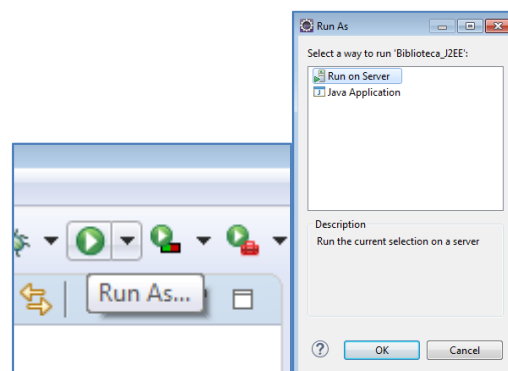 Run As
Select a way to run 'Biblioteca_J2EE':
Run on Server
Java Application
Description
Run the current selection on a server
OK
Cancel
Run As...